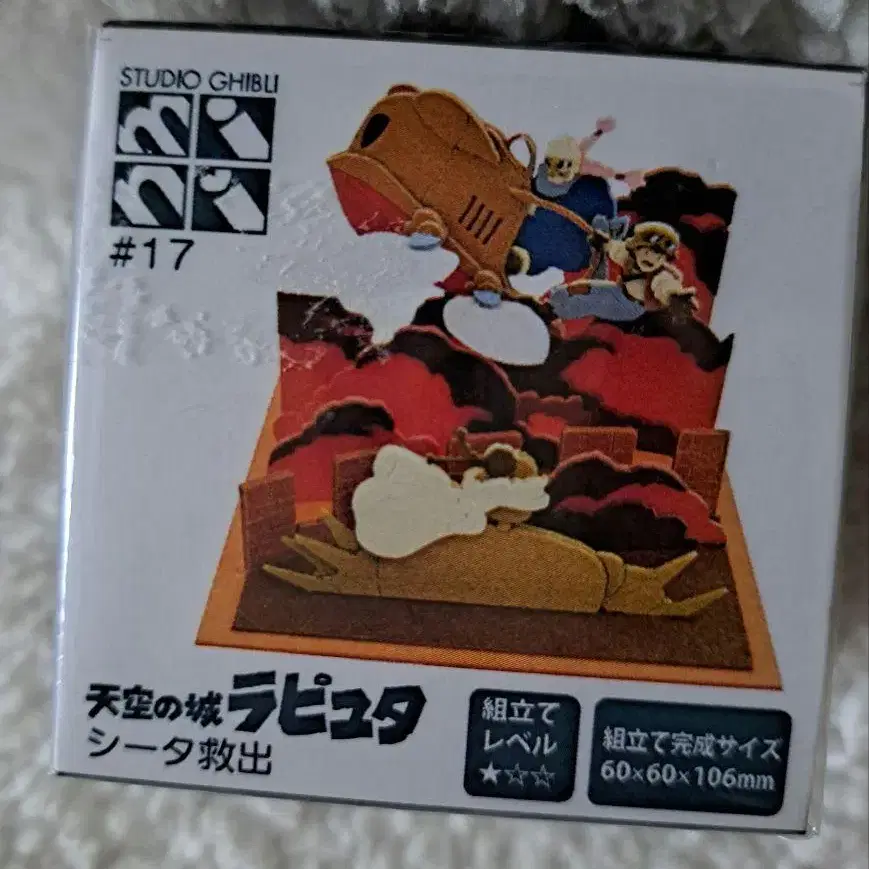 STUDIO GHIBLI
mini
#17
天空の城ラピュタ
シータ救出
組立て
レベル
★☆☆
組立て完成サイズ
60×60×106mm